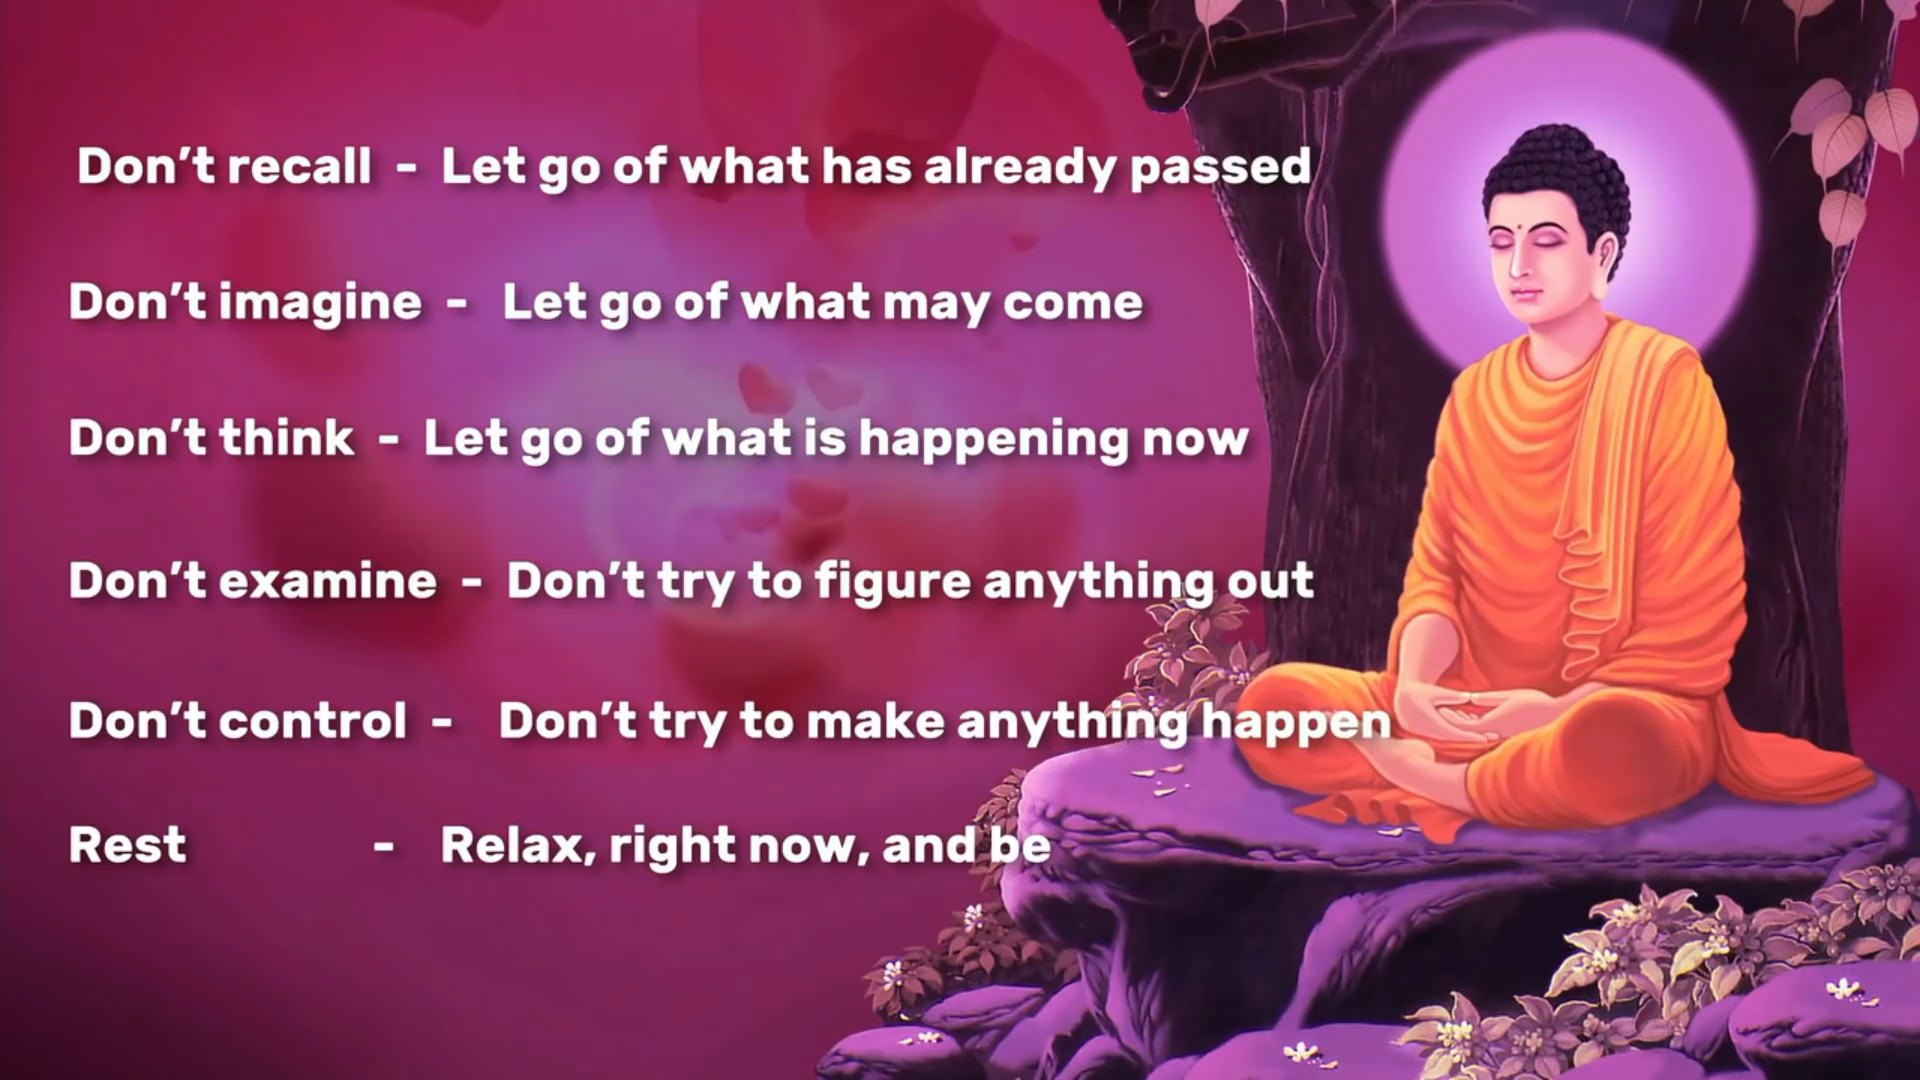 Don’t recall - Let go of what has already passed
Don’t imagine - Let go of what may come
Don’t think - Let go of what is happening now
Don’t examine - Don’t try to figure anything out
Don’t control - Don’t try to make anything happen
Rest - Relax, right now, and be